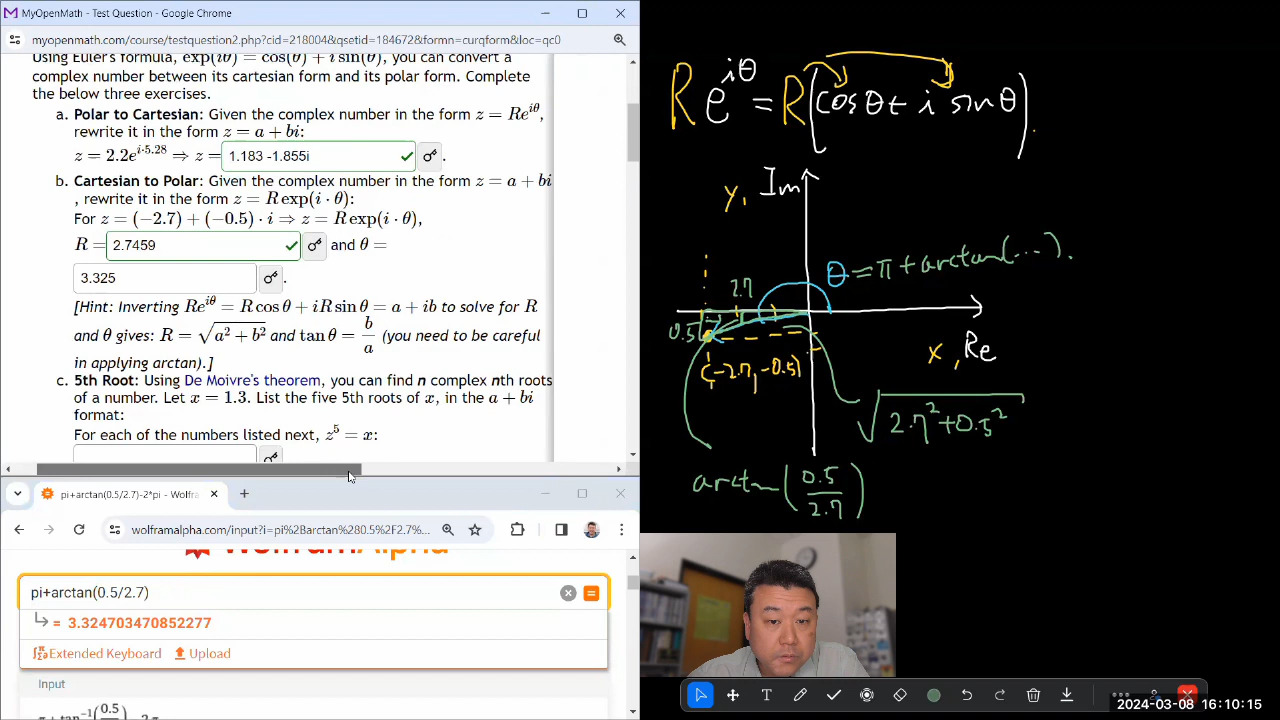 MyOpenMath - Test Question - Google Chrome
myopenmath.com/course/testquestion2.php?cid=218004&qsetid=184672&formn=curqform&loc=qc0
Using Euler's formula, exp(iθ) = cos(θ) + i sin(θ), you can convert a
complex number between its cartesian form and its polar form. Complete
the below three exercises.
a. Polar to Cartesian: Given the complex number in the form z = Re^{iθ},
rewrite it in the form z = a + bi:
z = 2.2e^{i·5.28} ⇒ z = 1.183 -1.855i .
b. Cartesian to Polar: Given the complex number in the form z = a + bi
, rewrite it in the form z = R exp(i · θ):
For z = (−2.7) + (−0.5) · i ⇒ z = R exp(i · θ),
R = 2.7459 and θ =
3.325
[Hint: Inverting Re^{iθ} = R cos θ + iR sin θ = a + ib to solve for R
and θ gives: R = √(a² + b²) and tan θ = b/a (you need to be careful
in applying arctan).]
c. 5th Root: Using De Moivre's theorem, you can find n complex nth roots
of a number. Let x = 1.3. List the five 5th roots of x, in the a + bi
format:
For each of the numbers listed next, z⁵ = x:
pi+arctan(0.5/2.7)-2*pi - Wolfra
wolframalpha.com/input?i=pi%2Barctan%280.5%2F2.7%...
WolframAlpha
pi+arctan(0.5/2.7)
= 3.324703470852277
Extended Keyboard Upload
Input
π + tan⁻¹(0.5
R e^{iθ} = R(cos θ + i sin θ).
y, Im
θ = π + arctan(...).
2.7
0.5
x, Re
(-2.7, -0.5)
√(2.7² + 0.5²)
arctan(0.5/2.7)
2024-03-08 16:10:15